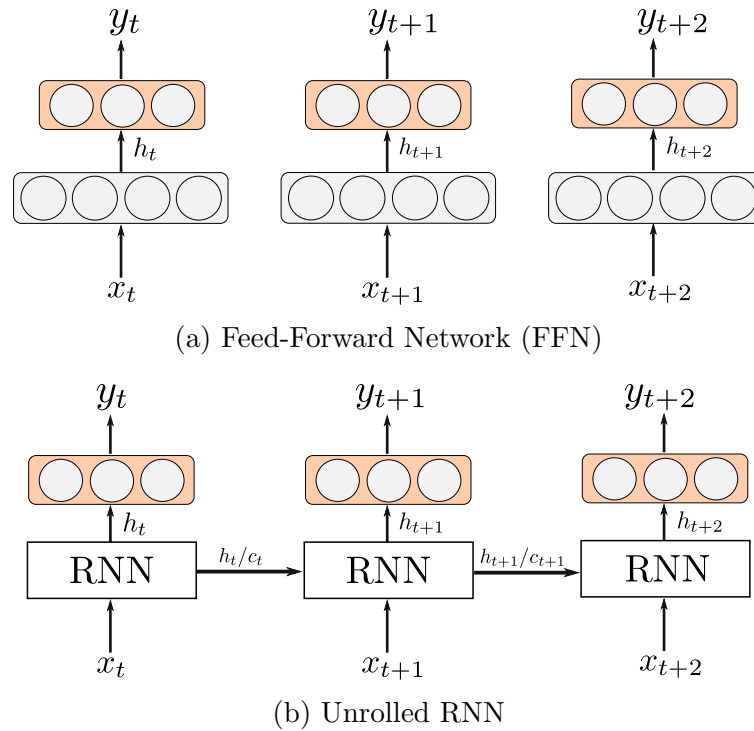 y_t y_{t+1} y_{t+2}
h_t h_{t+1} h_{t+2}
x_t x_{t+1} x_{t+2}
(a) Feed-Forward Network (FFN)
y_t y_{t+1} y_{t+2}
h_t h_{t+1} h_{t+2}
RNN h_t/c_t RNN h_{t+1}/c_{t+1} RNN
x_t x_{t+1} x_{t+2}
(b) Unrolled RNN